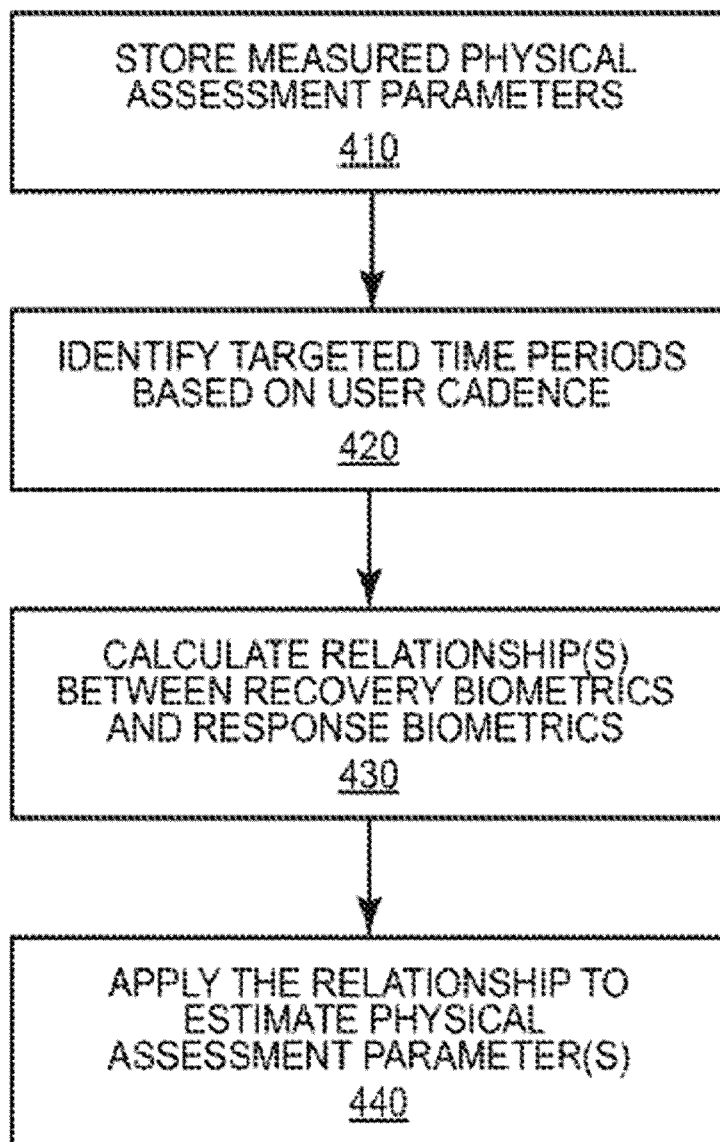 STORE MEASURED PHYSICAL
ASSESSMENT PARAMETERS
410
IDENTIFY TARGETED TIME PERIODS
BASED ON USER CADENCE
420
CALCULATE RELATIONSHIP(S)
BETWEEN RECOVERY BIOMETRICS
AND RESPONSE BIOMETRICS
430
APPLY THE RELATIONSHIP TO
ESTIMATE PHYSICAL
ASSESSMENT PARAMETER(S)
440